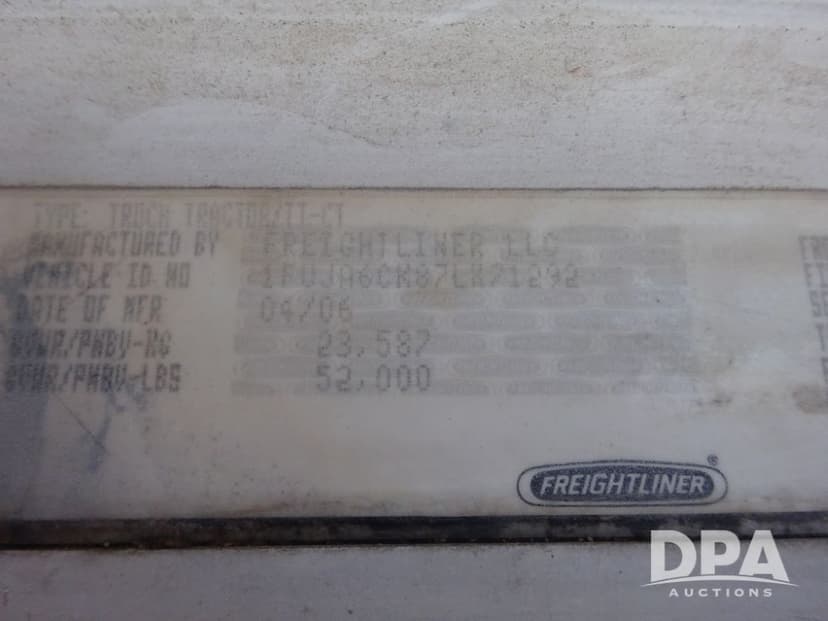 TYPE: TRUCK TRACTOR/TT-CT
MANUFACTURED BY FREIGHTLINER LLC
VEHICLE ID NO 1FUJA6CK87LK71292
DATE OF MFR 04/06
GVWR/PNBV-KG 23,587
GVWR/PNBV-LBS 52,000
FREIGHTLINER®
DPA
AUCTIONS